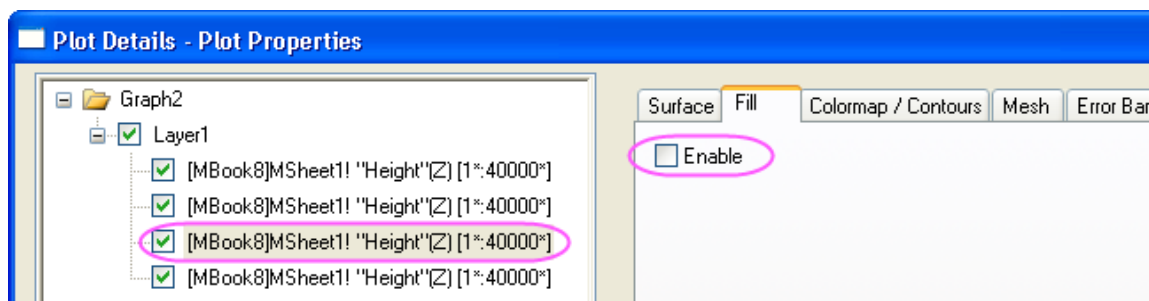 Plot Details - Plot Properties
Graph2
Layer1
[MBook8]MSheet1! "Height"(Z) [1*:40000*]
[MBook8]MSheet1! "Height"(Z) [1*:40000*]
[MBook8]MSheet1! "Height"(Z) [1*:40000*]
[MBook8]MSheet1! "Height"(Z) [1*:40000*]
Surface Fill Colormap / Contours Mesh Error Bar
Enable